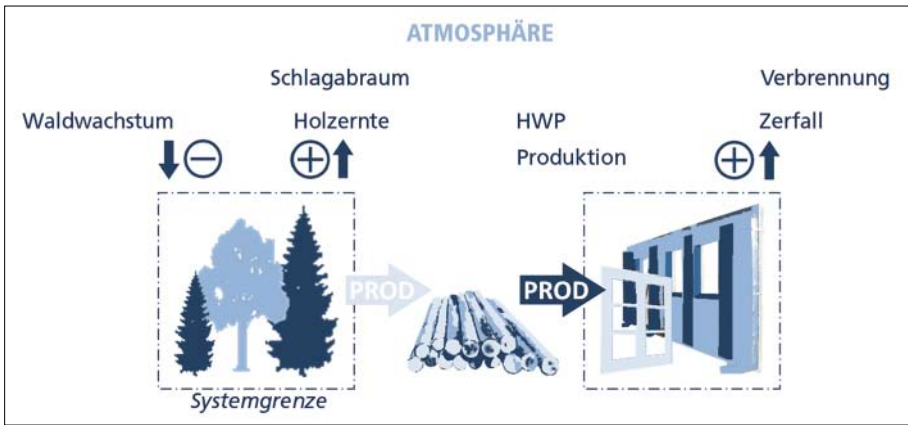 ATMOSPHÄRE
Schlagabraum
Verbrennung
Waldwachstum
Holzernte
HWP
Zerfall
Produktion
PROD
PROD
Systemgrenze